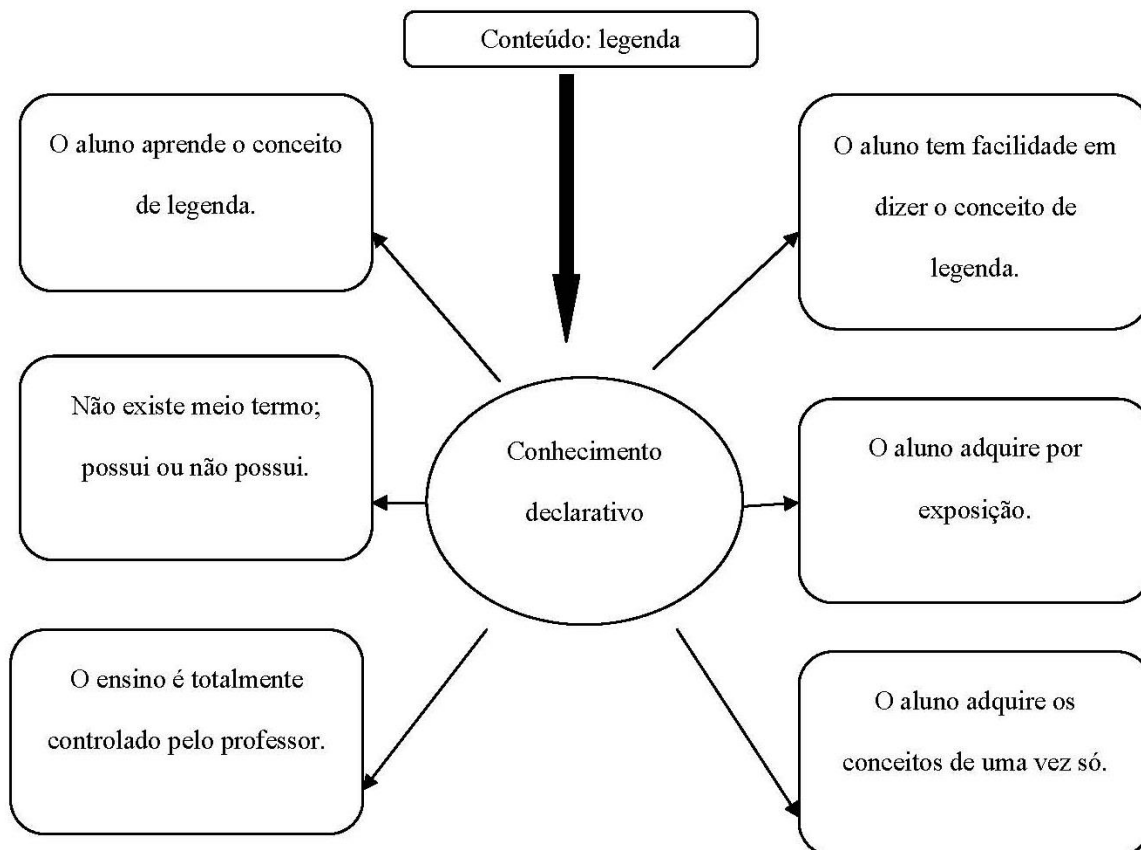 Conteúdo: legenda
O aluno aprende o conceito
de legenda.
O aluno tem facilidade em
dizer o conceito de
legenda.
Não existe meio termo;
possui ou não possui.
Conhecimento
declarativo
O aluno adquire por
exposição.
O ensino é totalmente
controlado pelo professor.
O aluno adquire os
conceitos de uma vez só.